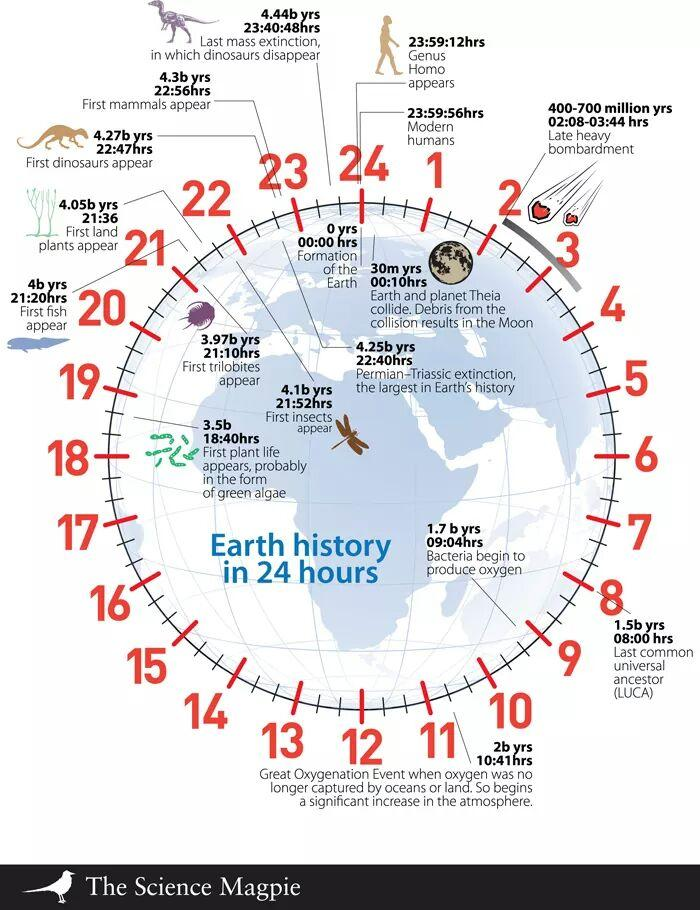 4.44b yrs
23:40:48hrs
Last mass extinction,
in which dinosaurs disappear
23:59:12hrs
Genus
Homo
appears
4.3b yrs
22:56hrs
First mammals appear
23:59:56hrs
Modern
humans
400-700 million yrs
02:08-03:44 hrs
Late heavy
bombardment
4.27b yrs
22:47hrs
First dinosaurs appear
4.05b yrs
21:36
First land
plants appear
4b yrs
21:20hrs
First fish
appear
24
1
2
3
4
5
6
7
8
9
10
11
12
13
14
15
16
17
18
19
20
21
22
23
0 yrs
00:00 hrs
Formation
of the
Earth
30m yrs
00:10hrs
Earth and planet Theia
collide. Debris from the
collision results in the Moon
3.97b yrs
21:10hrs
First trilobites
appear
4.25b yrs
22:40hrs
Permian–Triassic extinction,
the largest in Earth's history
4.1b yrs
21:52hrs
First insects
appear
3.5b
18:40hrs
First plant life
appears, probably
in the form
of green algae
Earth history
in 24 hours
1.7 b yrs
09:04hrs
Bacteria begin to
produce oxygen
1.5b yrs
08:00 hrs
Last common
universal
ancestor
(LUCA)
2b yrs
10:41hrs
Great Oxygenation Event when oxygen was no
longer captured by oceans or land. So begins
a significant increase in the atmosphere.
The Science Magpie